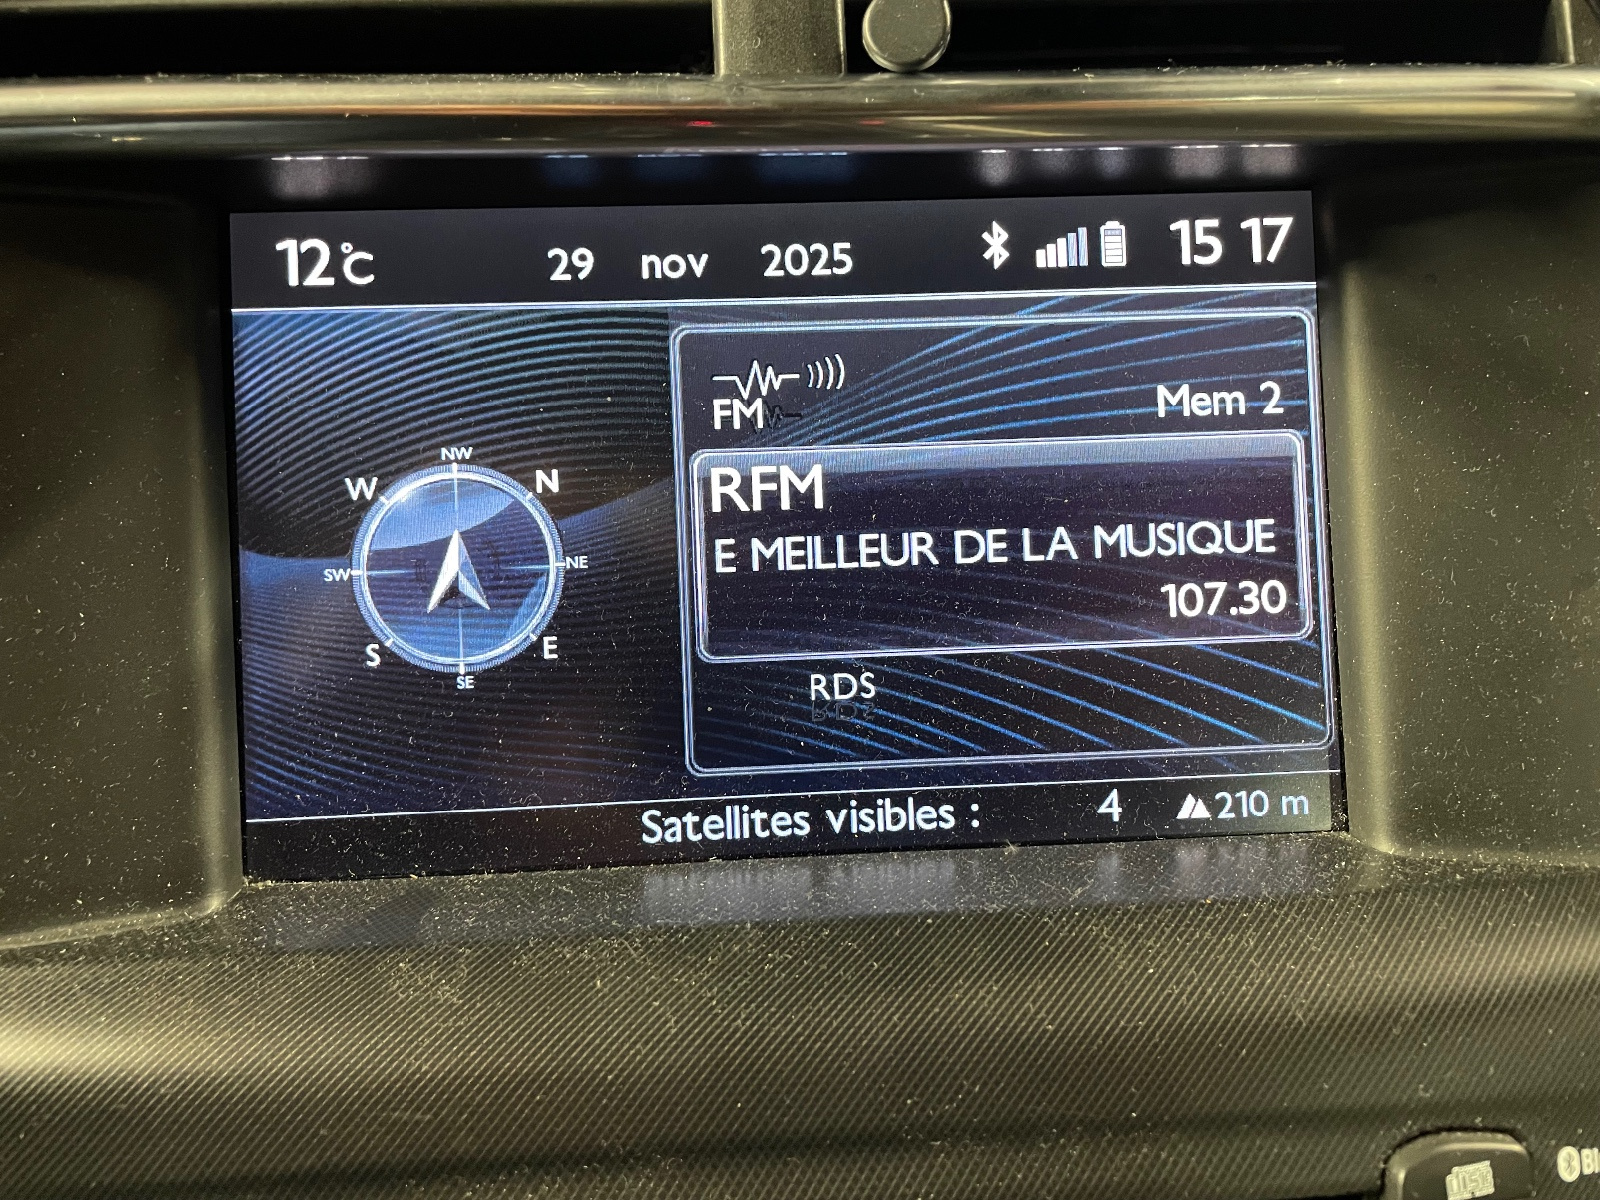 12°C 29 nov 2025 15 17
FM
Mem 2
RFM
E MEILLEUR DE LA MUSIQUE
107.30
RDS
NW
W N
SW NE
S E
SE
Satellites visibles : 4 210 m